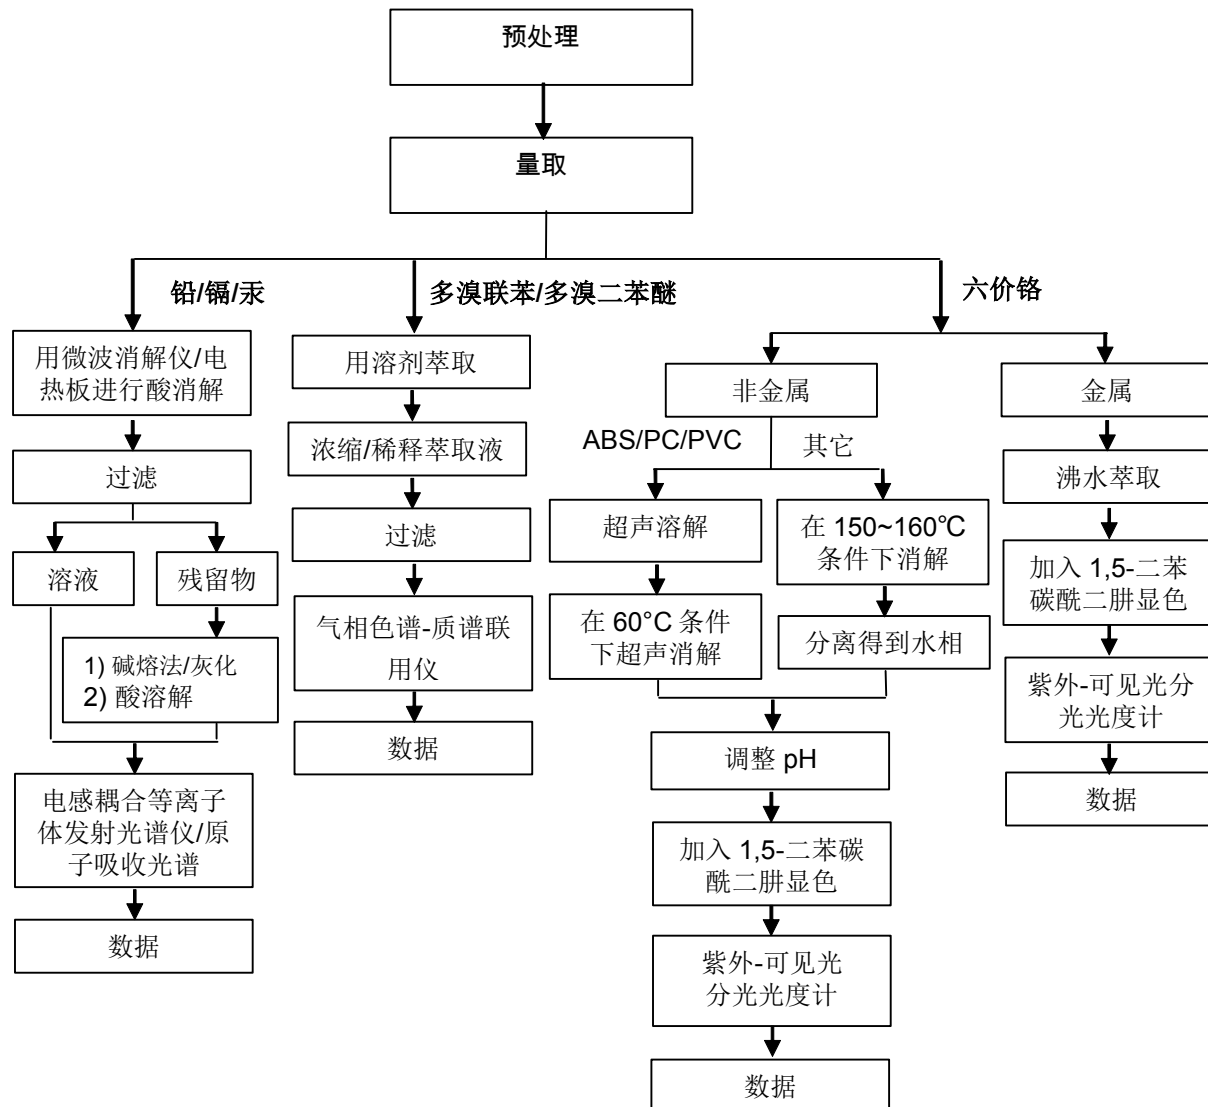 预处理
量取
铅/镉/汞
多溴联苯/多溴二苯醚
六价铬
用微波消解仪/电
热板进行酸消解
过滤
溶液
残留物
1) 碱熔法/灰化
2) 酸溶解
电感耦合等离子
体发射光谱仪/原
子吸收光谱
数据
用溶剂萃取
浓缩/稀释萃取液
过滤
气相色谱-质谱联
用仪
数据
非金属
ABS/PC/PVC
其它
超声溶解
在 60°C 条件
下超声消解
在 150~160℃
条件下消解
分离得到水相
调整 pH
加入 1,5-二苯碳
酰二肼显色
紫外-可见光
分光光度计
数据
金属
沸水萃取
加入 1,5-二苯
碳酰二肼显色
紫外-可见光分
光光度计
数据